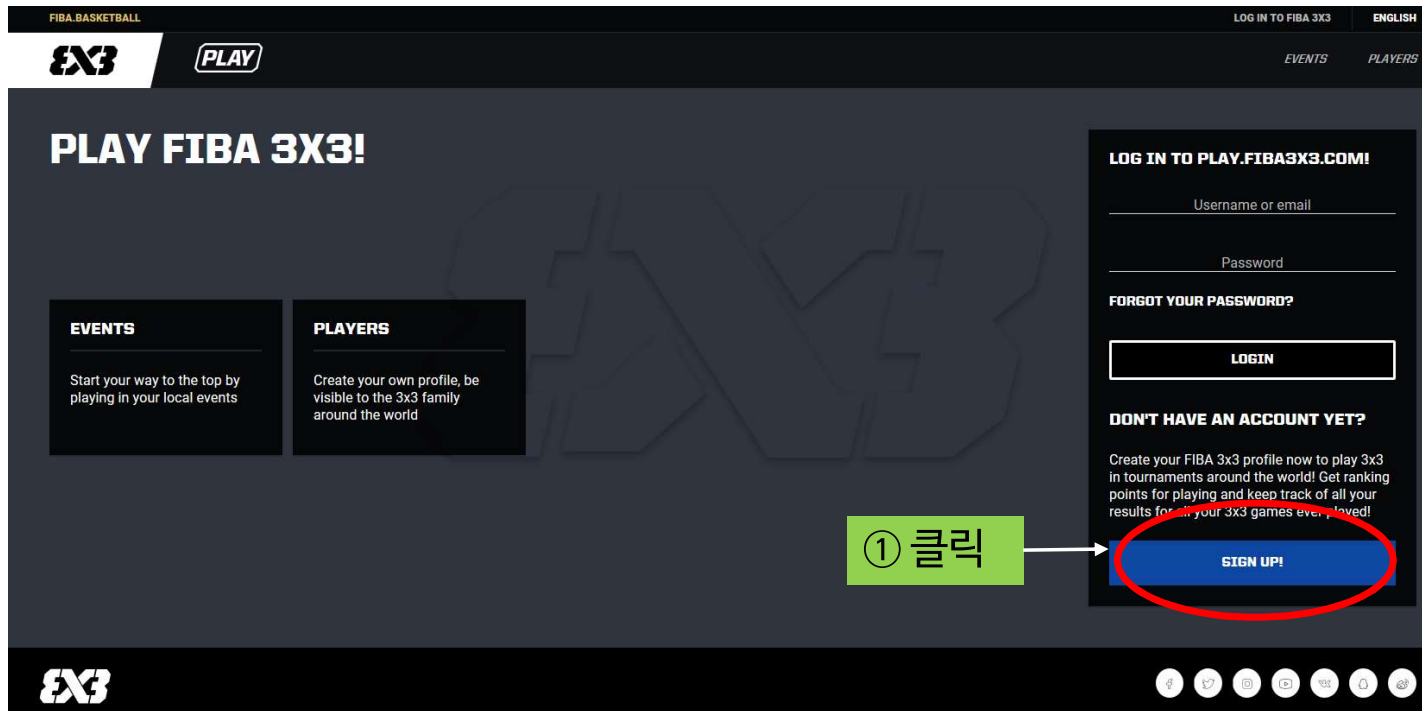 FIBA.BASKETBALL
LOG IN TO FIBA 3X3
ENGLISH
3X3
PLAY
EVENTS
PLAYERS
PLAY FIBA 3X3!
LOG IN TO PLAY.FIBA3X3.COM!
Username or email
Password
FORGOT YOUR PASSWORD?
LOGIN
EVENTS
Start your way to the top by
playing in your local events
PLAYERS
Create your own profile, be
visible to the 3x3 family
around the world
DON'T HAVE AN ACCOUNT YET?
Create your FIBA 3x3 profile now to play 3x3
in tournaments around the world! Get ranking
points for playing and keep track of all your
results for all your 3x3 games ever played!
① 클릭
SIGN UP!
3X3